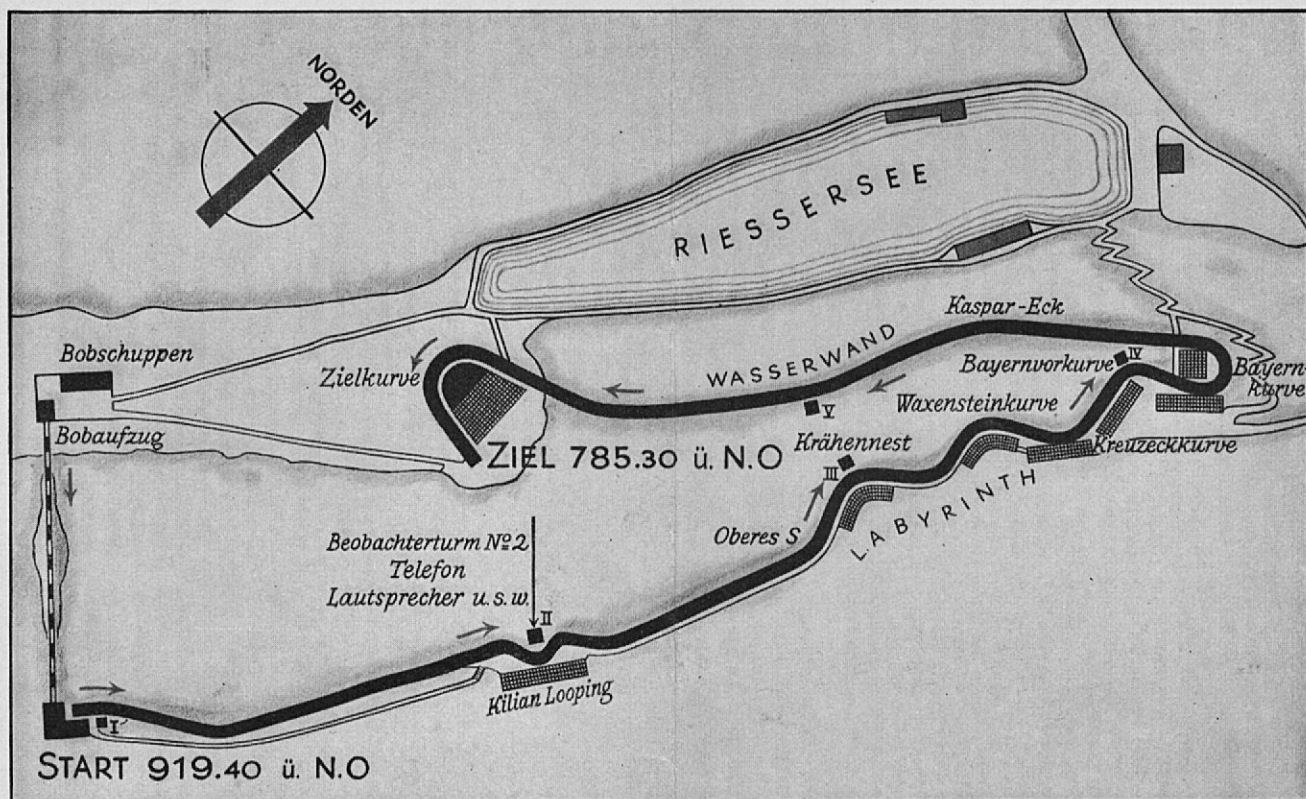 NORDEN
RIESSERSEE
Kaspar-Eck
Bobschuppen
Zielkurve
WASSERWAND
Bayernvorkurve
IV
Bayern-
kurve
Waxensteinkurve
V
Bobaufzug
ZIEL 785.30 ü. N.O
Krähennest
Kreuzeckkurve
III
LABYRINTH
Oberes S
Beobachterturm No 2
Telefon
Lautsprecher u.s.w.
II
Kilian Looping
I
START 919.40 ü. N.O